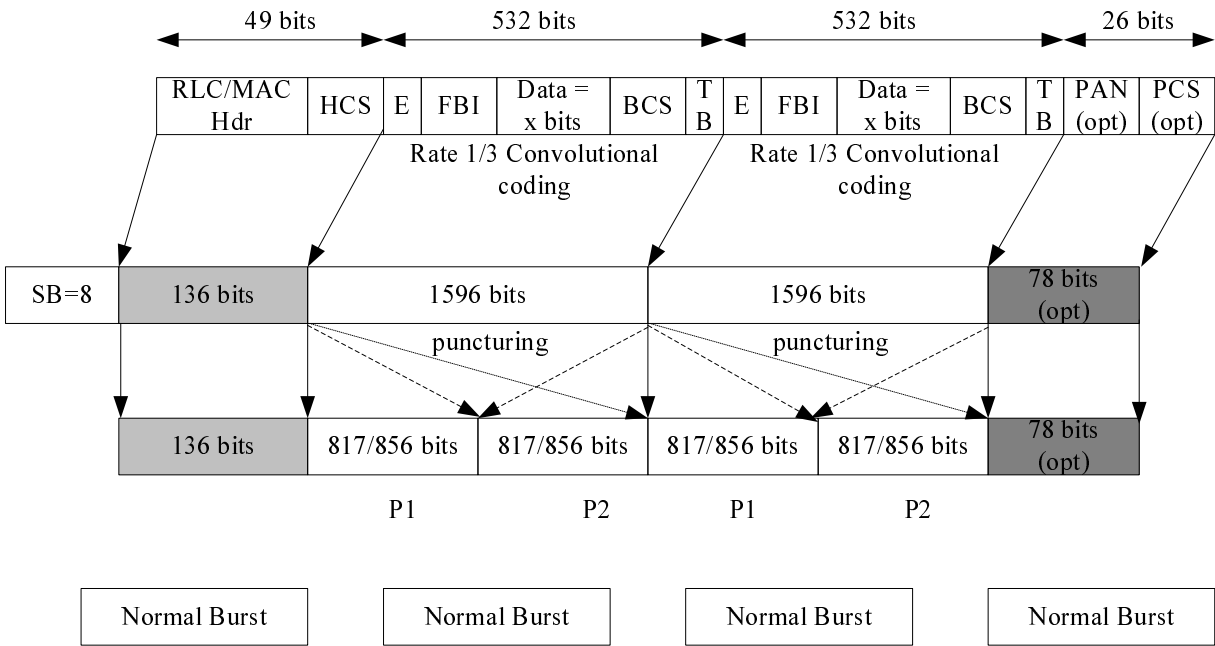 49 bits 532 bits 532 bits 26 bits
RLC/MAC Hdr HCS E FBI Data = x bits BCS T B E FBI Data = x bits BCS T B PAN (opt) PCS (opt)
Rate 1/3 Convolutional coding Rate 1/3 Convolutional coding
SB=8 136 bits 1596 bits 1596 bits 78 bits (opt)
puncturing puncturing
136 bits 817/856 bits 817/856 bits 817/856 bits 817/856 bits 78 bits (opt)
P1 P2 P1 P2
Normal Burst Normal Burst Normal Burst Normal Burst